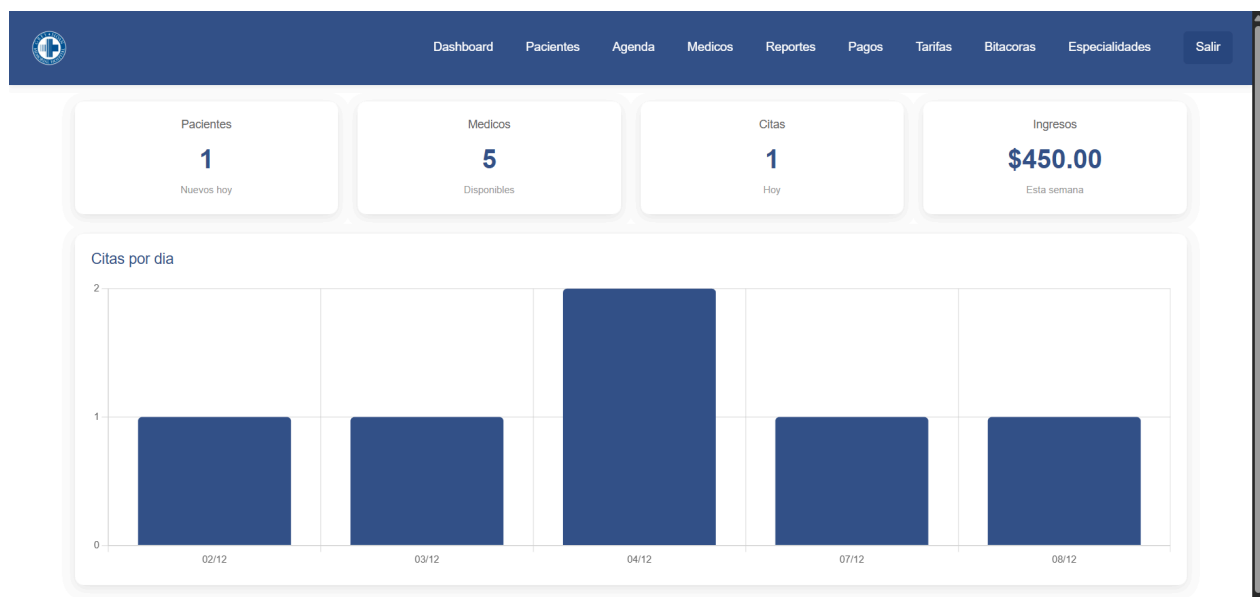 Dashboard Pacientes Agenda Medicos Reportes Pagos Tarifas Bitacoras Especialidades Salir
Pacientes
1
Nuevos hoy
Medicos
5
Disponibles
Citas
1
Hoy
Ingresos
$450.00
Esta semana
Citas por dia
2
1
0
02/12 03/12 04/12 07/12 08/12